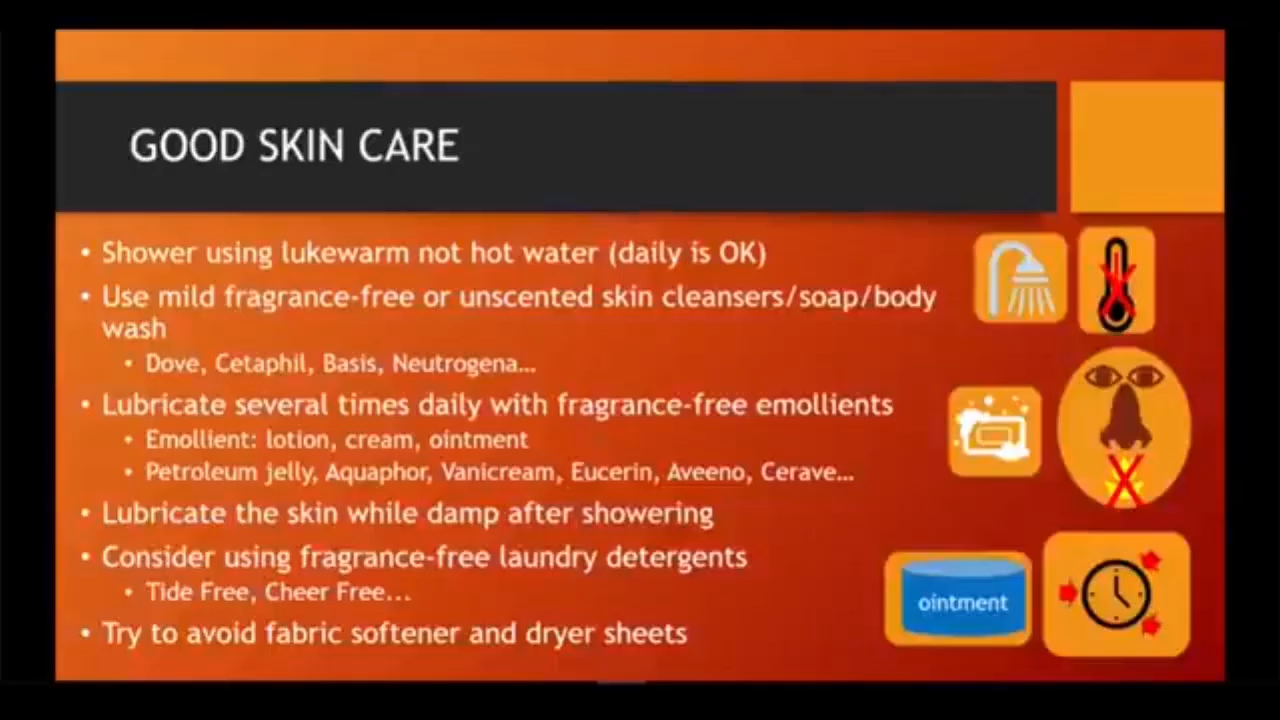 GOOD SKIN CARE
• Shower using lukewarm not hot water (daily is OK)
• Use mild fragrance-free or unscented skin cleansers/soap/body
wash
• Dove, Cetaphil, Basis, Neutrogena…
• Lubricate several times daily with fragrance-free emollients
• Emollient: lotion, cream, ointment
• Petroleum jelly, Aquaphor, Vanicream, Eucerin, Aveeno, Cerave…
• Lubricate the skin while damp after showering
• Consider using fragrance-free laundry detergents
• Tide Free, Cheer Free...
• Try to avoid fabric softener and dryer sheets
ointment